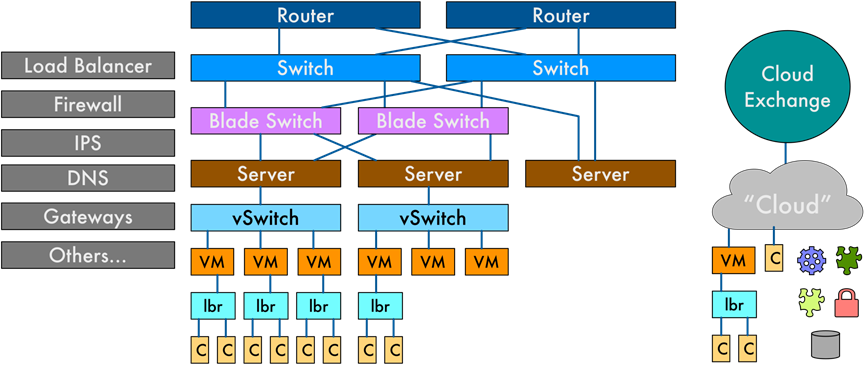 Router Router
Load Balancer Switch Switch
Cloud
Exchange
Firewall Blade Switch Blade Switch
IPS
DNS Server Server Server
Gateways vSwitch vSwitch “Cloud”
Others... VM VM VM VM VM VM VM C
lbr lbr lbr lbr lbr
C C C C C C C C C C